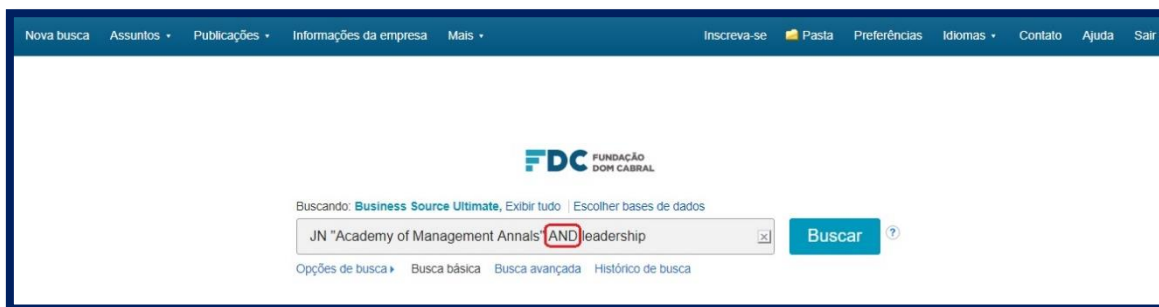 Nova busca Assuntos Publicações Informações da empresa Mais Inscreva-se Pasta Preferências Idiomas Contato Ajuda Sair
FDC FUNDAÇÃO
DOM CABRAL
Buscando: Business Source Ultimate, Exibir tudo | Escolher bases de dados
JN "Academy of Management Annals" AND leadership x Buscar ?
Opções de busca Busca básica Busca avançada Histórico de busca